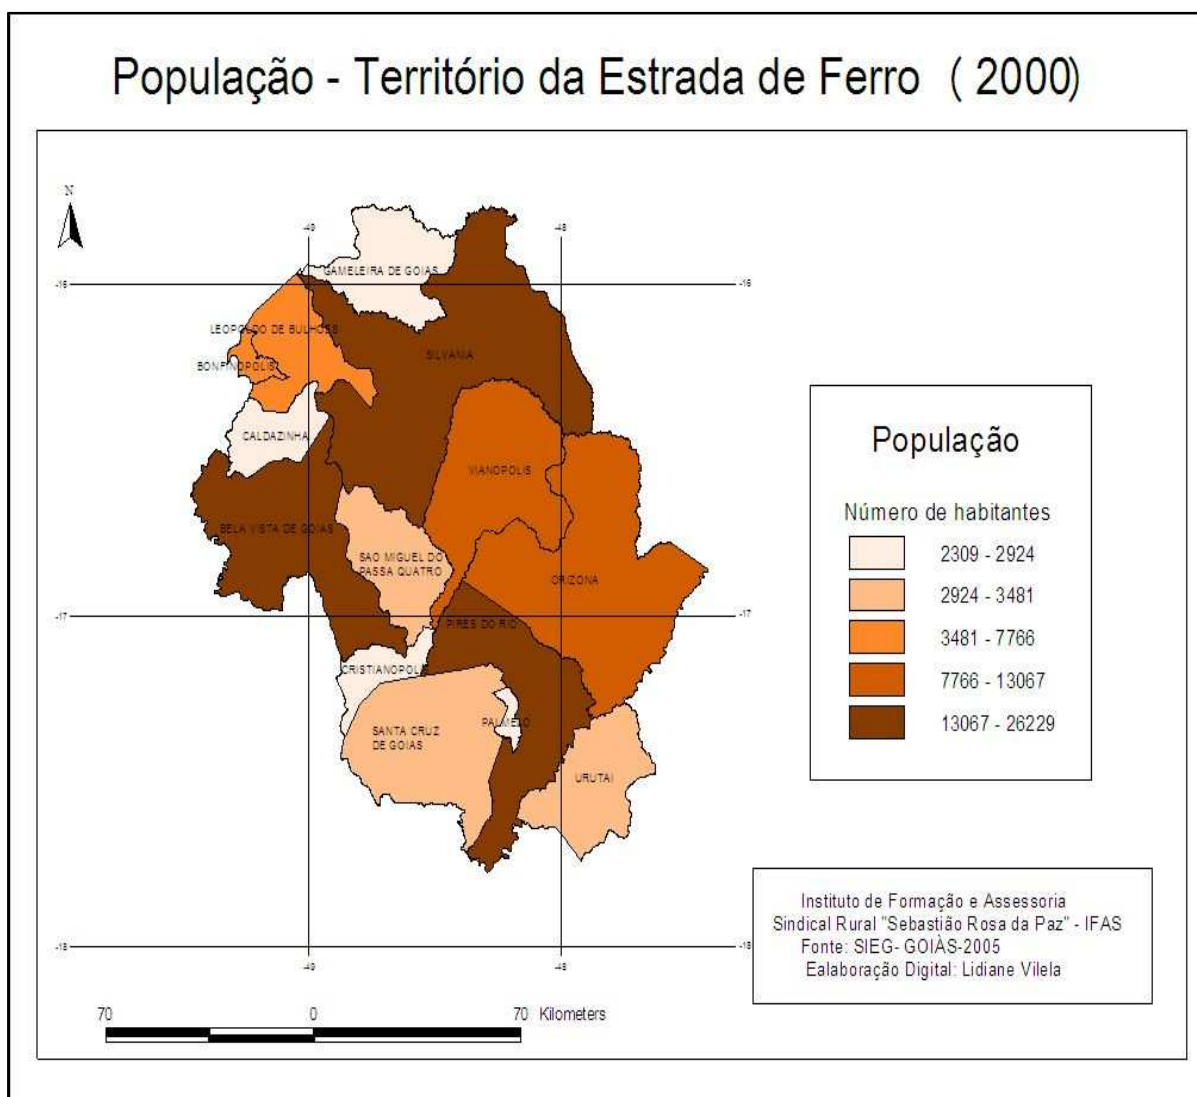 População - Território da Estrada de Ferro ( 2000)
N
-49
-48
GAMELEIRA DE GOIAS
-16
-16
LEOPOLDO DE BULHOES
SILVANIA
BONFINOPOLIS
CALDAZINHA
VIANOPOLIS
BELA VISTA DE GOIAS
SAO MIGUEL DO
PASSA QUATRO
ORIZONA
-17
-17
PIRES DO RIO
CRISTIANOPOLIS
PALMELO
SANTA CRUZ
DE GOIAS
URUTAI
-18
-18
-49
-48
70
0
70
Kilometers
População
Número de habitantes
2309 - 2924
2924 - 3481
3481 - 7766
7766 - 13067
13067 - 26229
Instituto de Formação e Assessoria
Sindical Rural "Sebastião Rosa da Paz" - IFAS
Fonte: SIEG- GOIÀS-2005
Ealaboração Digital: Lidiane Vilela